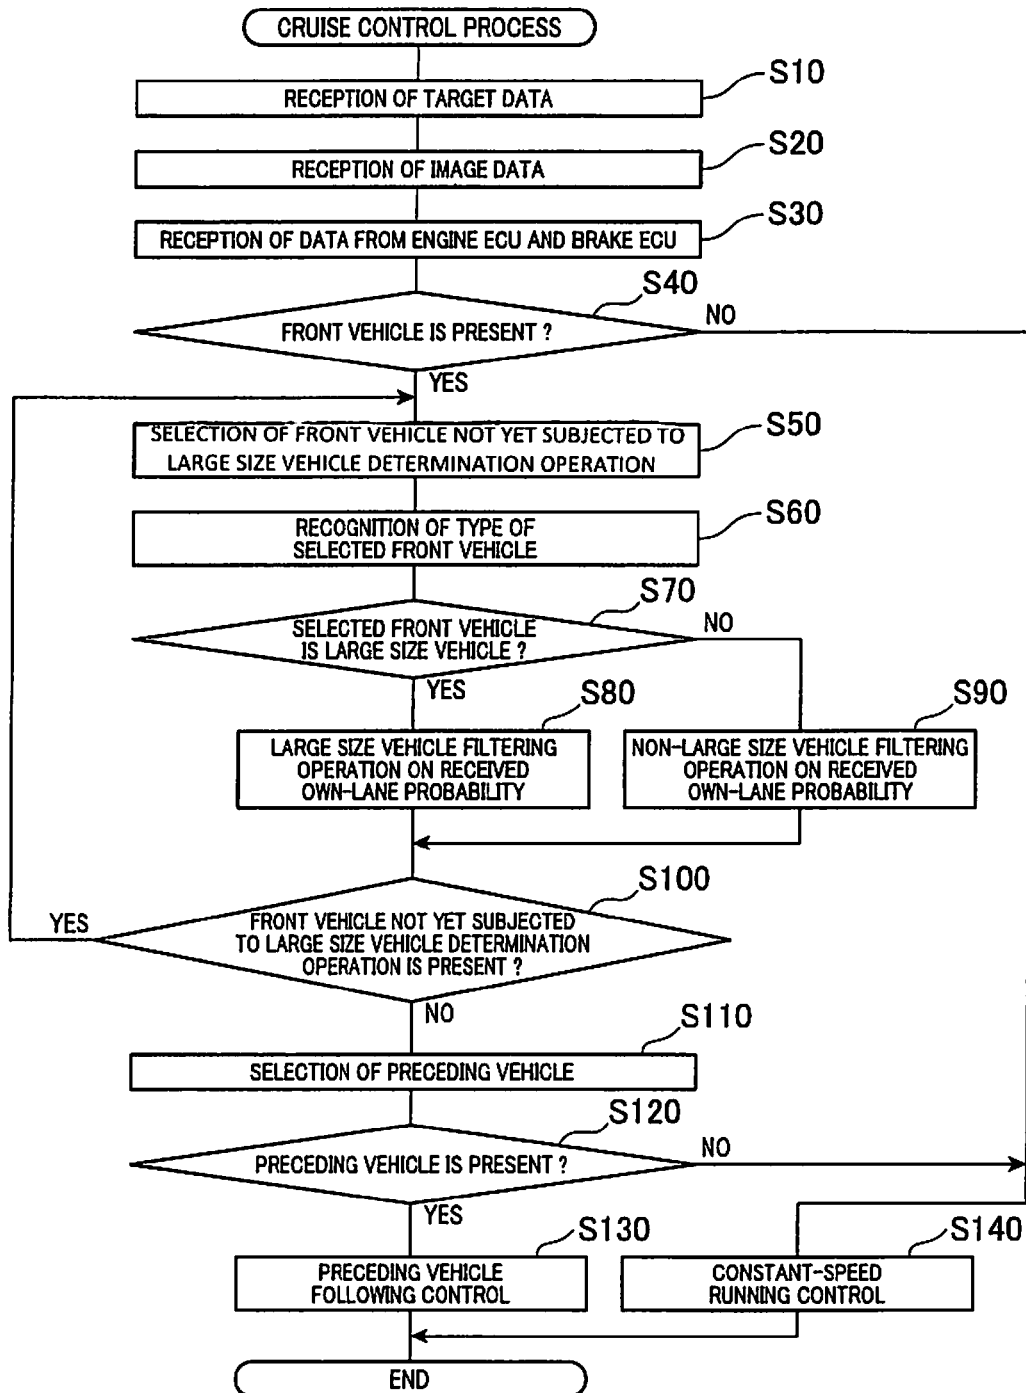 CRUISE CONTROL PROCESS
S10
RECEPTION OF TARGET DATA
S20
RECEPTION OF IMAGE DATA
S30
RECEPTION OF DATA FROM ENGINE ECU AND BRAKE ECU
S40
FRONT VEHICLE IS PRESENT ?
NO
YES
S50
SELECTION OF FRONT VEHICLE NOT YET SUBJECTED TO
LARGE SIZE VEHICLE DETERMINATION OPERATION
S60
RECOGNITION OF TYPE OF
SELECTED FRONT VEHICLE
S70
SELECTED FRONT VEHICLE
IS LARGE SIZE VEHICLE ?
NO
YES
S80
LARGE SIZE VEHICLE FILTERING
OPERATION ON RECEIVED
OWN-LANE PROBABILITY
S90
NON-LARGE SIZE VEHICLE FILTERING
OPERATION ON RECEIVED
OWN-LANE PROBABILITY
S100
YES
FRONT VEHICLE NOT YET SUBJECTED
TO LARGE SIZE VEHICLE DETERMINATION
OPERATION IS PRESENT ?
NO
S110
SELECTION OF PRECEDING VEHICLE
S120
PRECEDING VEHICLE IS PRESENT ?
NO
YES
S130
PRECEDING VEHICLE
FOLLOWING CONTROL
S140
CONSTANT-SPEED
RUNNING CONTROL
END